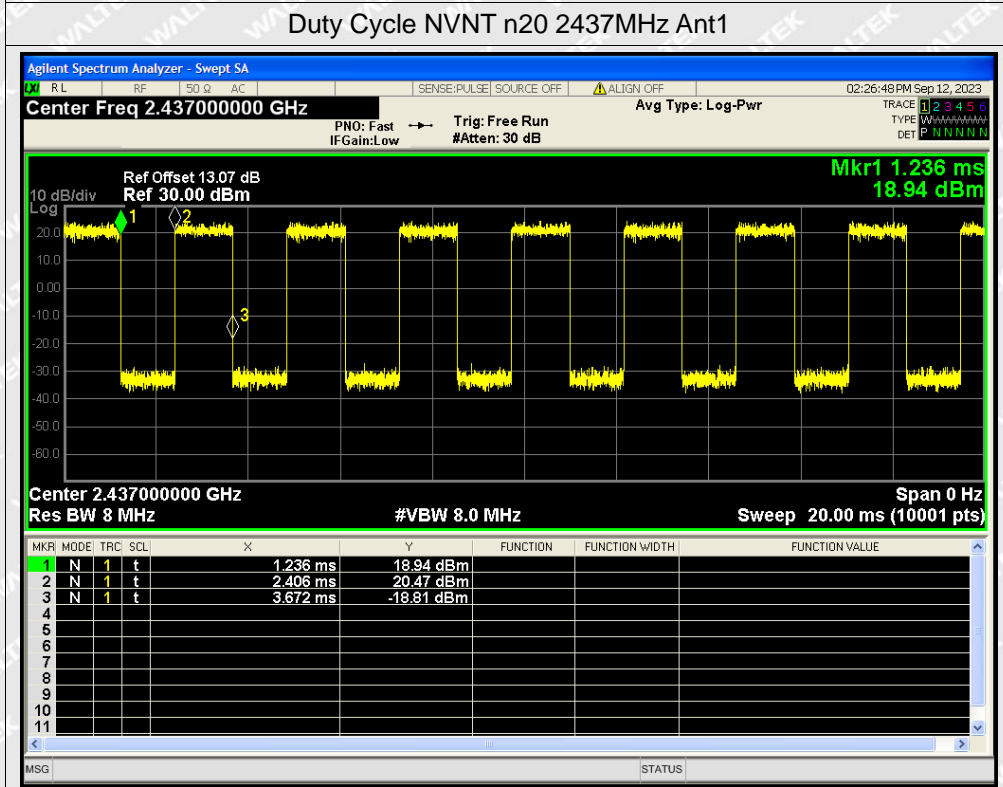 Duty Cycle NVNT n20 2437MHz Ant1
Agilent Spectrum Analyzer - Swept SA
LXI RL RF 50 Ω AC SENSE:PULSE SOURCE OFF ALIGN OFF 02:26:48 PM Sep 12, 2023
Center Freq 2.437000000 GHz
PNO: Fast
IFGain:Low
Trig: Free Run
#Atten: 30 dB
Avg Type: Log-Pwr
TRACE 1 2 3 4 5 6
TYPE WWWWWW
DET P N N N N N
Ref Offset 13.07 dB
Ref 30.00 dBm
Mkr1 1.236 ms
18.94 dBm
10 dB/div
Log
1
2
3
20.0
10.0
0.00
-10.0
-20.0
-30.0
-40.0
-50.0
-60.0
Center 2.437000000 GHz Span 0 Hz
Res BW 8 MHz #VBW 8.0 MHz Sweep 20.00 ms (10001 pts)
MKR MODE TRC SCL X Y FUNCTION FUNCTION WIDTH FUNCTION VALUE
1 N 1 t 1.236 ms 18.94 dBm
2 N 1 t 2.406 ms 20.47 dBm
3 N 1 t 3.672 ms -18.81 dBm
4
5
6
7
8
9
10
11
MSG STATUS
WALTEK